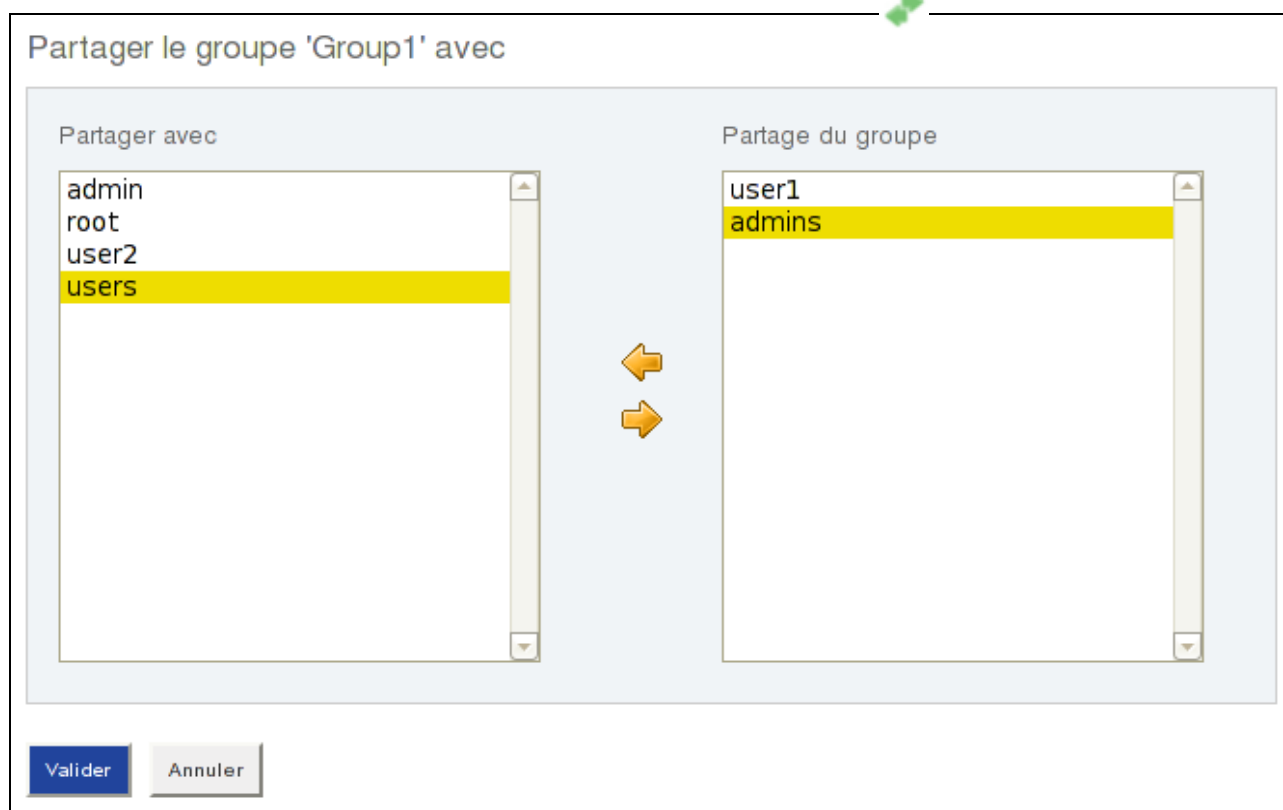 Partager le groupe 'Group1' avec
Partager avec
admin
root
user2
users
Partage du groupe
user1
admins
Valider
Annuler